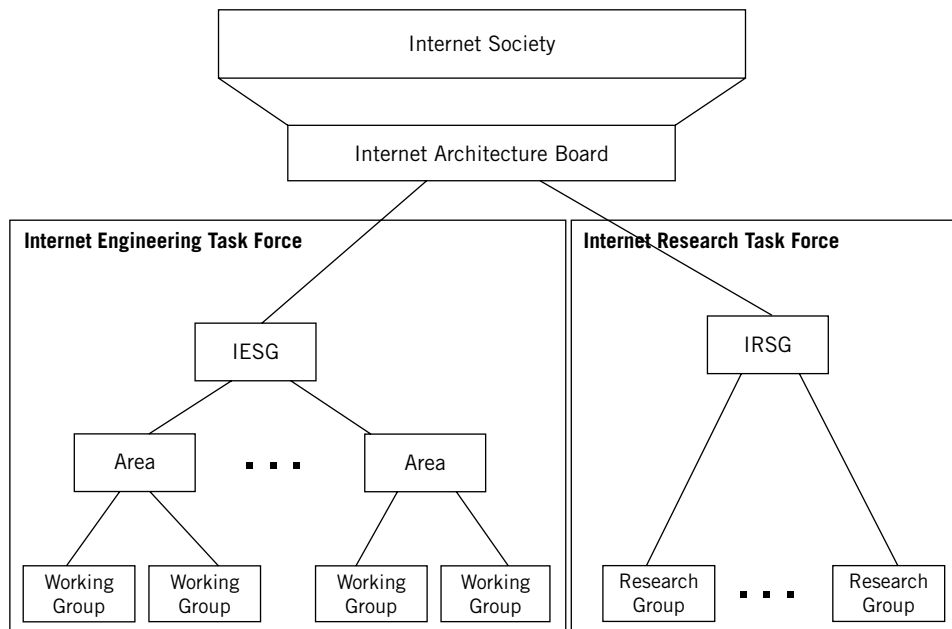 Internet Society
Internet Architecture Board
Internet Engineering Task Force
Internet Research Task Force
IESG
IRSG
Area
Area
Working
Group
Working
Group
Working
Group
Working
Group
Research
Group
Research
Group